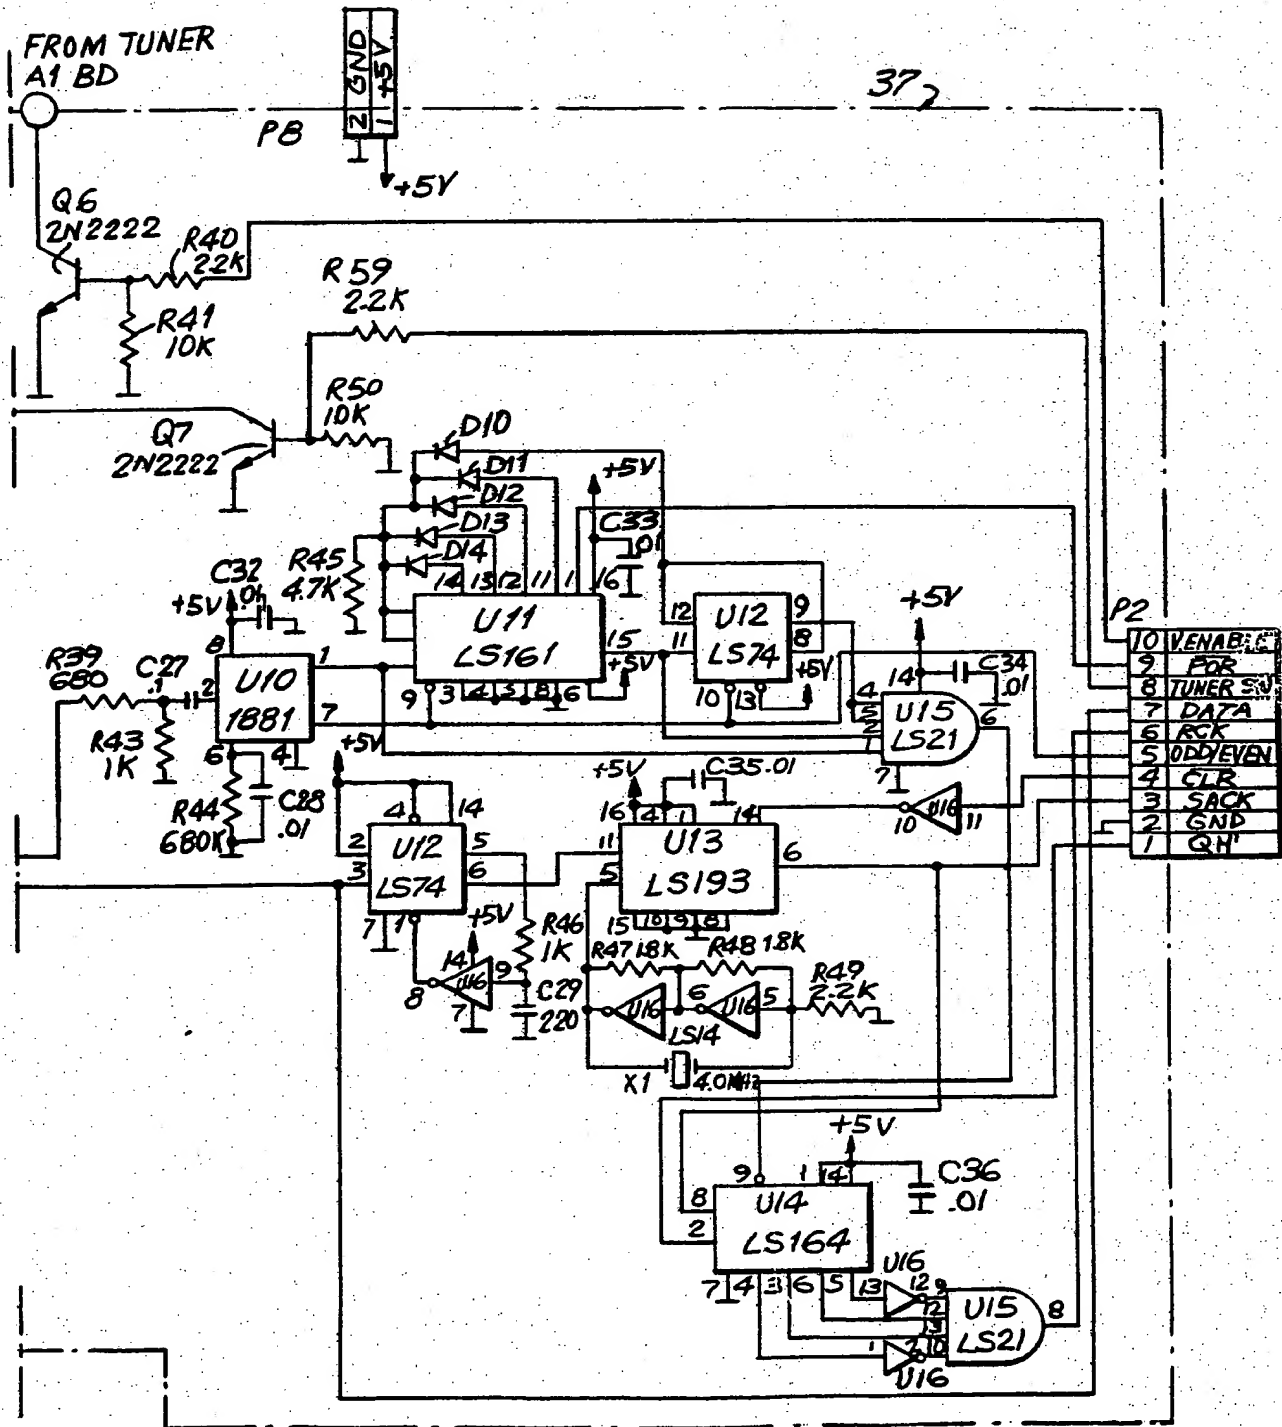 FROM TUNER
A1 BD
2 GND
1 +5V
P8
+5V
37
Q6
2N2222
R40
22K
R41
10K
R59
2.2K
R50
10K
Q7
2N2222
D10
D11
D12
D13
D14
+5V
C33
.01
R45
4.7K
14 13 12 11 1 16
C32
.01
+5V
8
U11
LS161
15
+5V
9 3 4 5 8 6
12
11
U12
LS74
9
8
10 13
+5V
+5V
14
C34
.01
4
5
2
1
U15
LS21
6
7
P2
10 V.ENABLE
9 FOR
8 TUNER SW
7 DATA
6 RCK
5 ODD/EVEN
4 CLR
3 SACK
2 GND
1 QH'
R39
680
C27
.1
2
U10
1881
1
7
6 4
R43
1K
R44
680K
C28
.01
+5V
4 14
2
3
U12
LS74
5
6
7 1
+5V
14
U16
8 9
7
R46
1K
C29
220
+5V
C35 .01
16 4 1 14
11
5
U13
LS193
6
15 10 9 8
U16
10 11
R47 1.8K
R48 1.8K
R49
2.2K
U16
6
U16
5
LS14
X1
4.0MHz
+5V
C36
.01
9 1 14
8
2
U14
LS164
7 4 3 6 5 13
U16
12
9
12
13
10
U15
LS21
8
1 2
U16